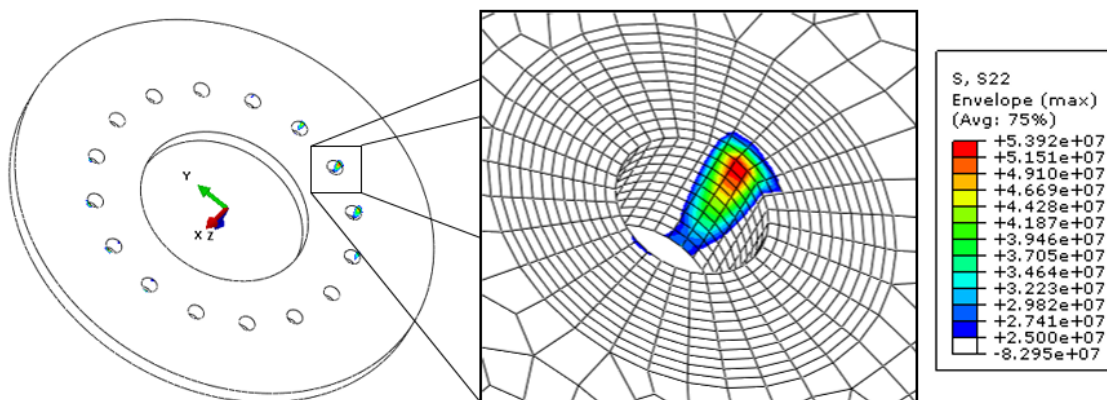 Y
X Z
S, S22
Envelope (max)
(Avg: 75%)
+5.392e+07
+5.151e+07
+4.910e+07
+4.669e+07
+4.428e+07
+4.187e+07
+3.946e+07
+3.705e+07
+3.464e+07
+3.223e+07
+2.982e+07
+2.741e+07
+2.500e+07
-8.295e+07